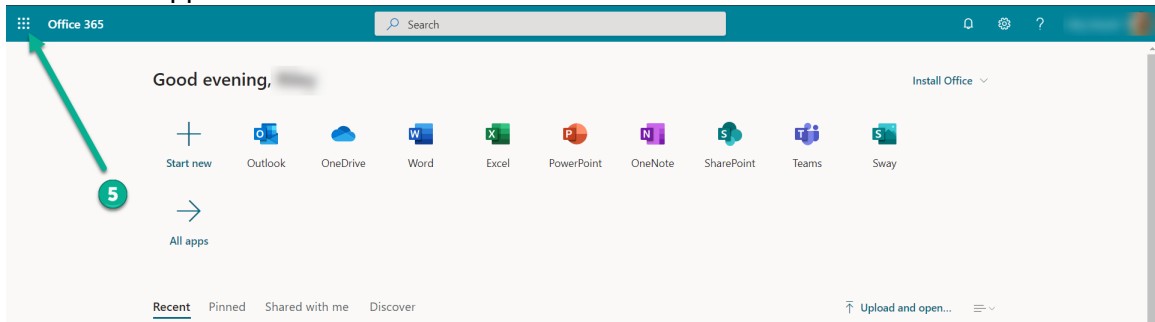 Office 365
Search
?
Good evening,
Install Office
Start new Outlook OneDrive Word Excel PowerPoint OneNote SharePoint Teams Sway
5
All apps
Recent Pinned Shared with me Discover
Upload and open...